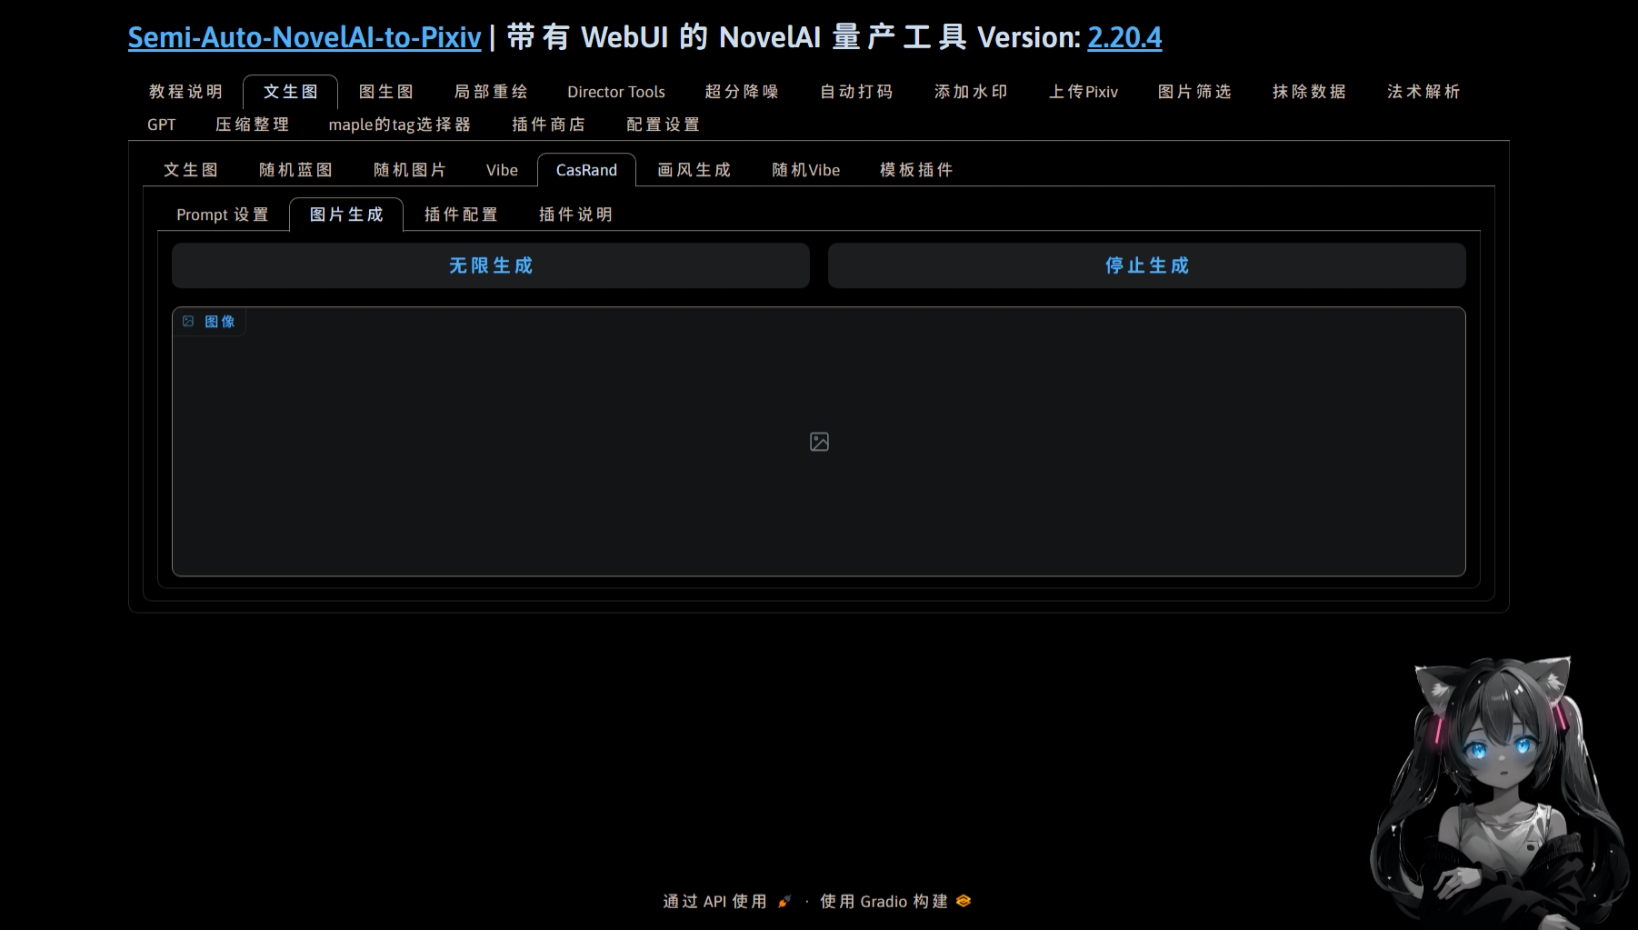 Semi-Auto-NovelAI-to-Pixiv | 带有 WebUI 的 NovelAI 量产工具 Version: 2.20.4
教程说明 文生图 图生图 局部重绘 Director Tools 超分降噪 自动打码 添加水印 上传Pixiv 图片筛选 抹除数据 法术解析
GPT 压缩整理 maple的tag选择器 插件商店 配置设置
文生图 随机蓝图 随机图片 Vibe CasRand 画风生成 随机Vibe 模板插件
Prompt 设置 图片生成 插件配置 插件说明
无限生成 停止生成
图像
通过 API 使用 · 使用 Gradio 构建